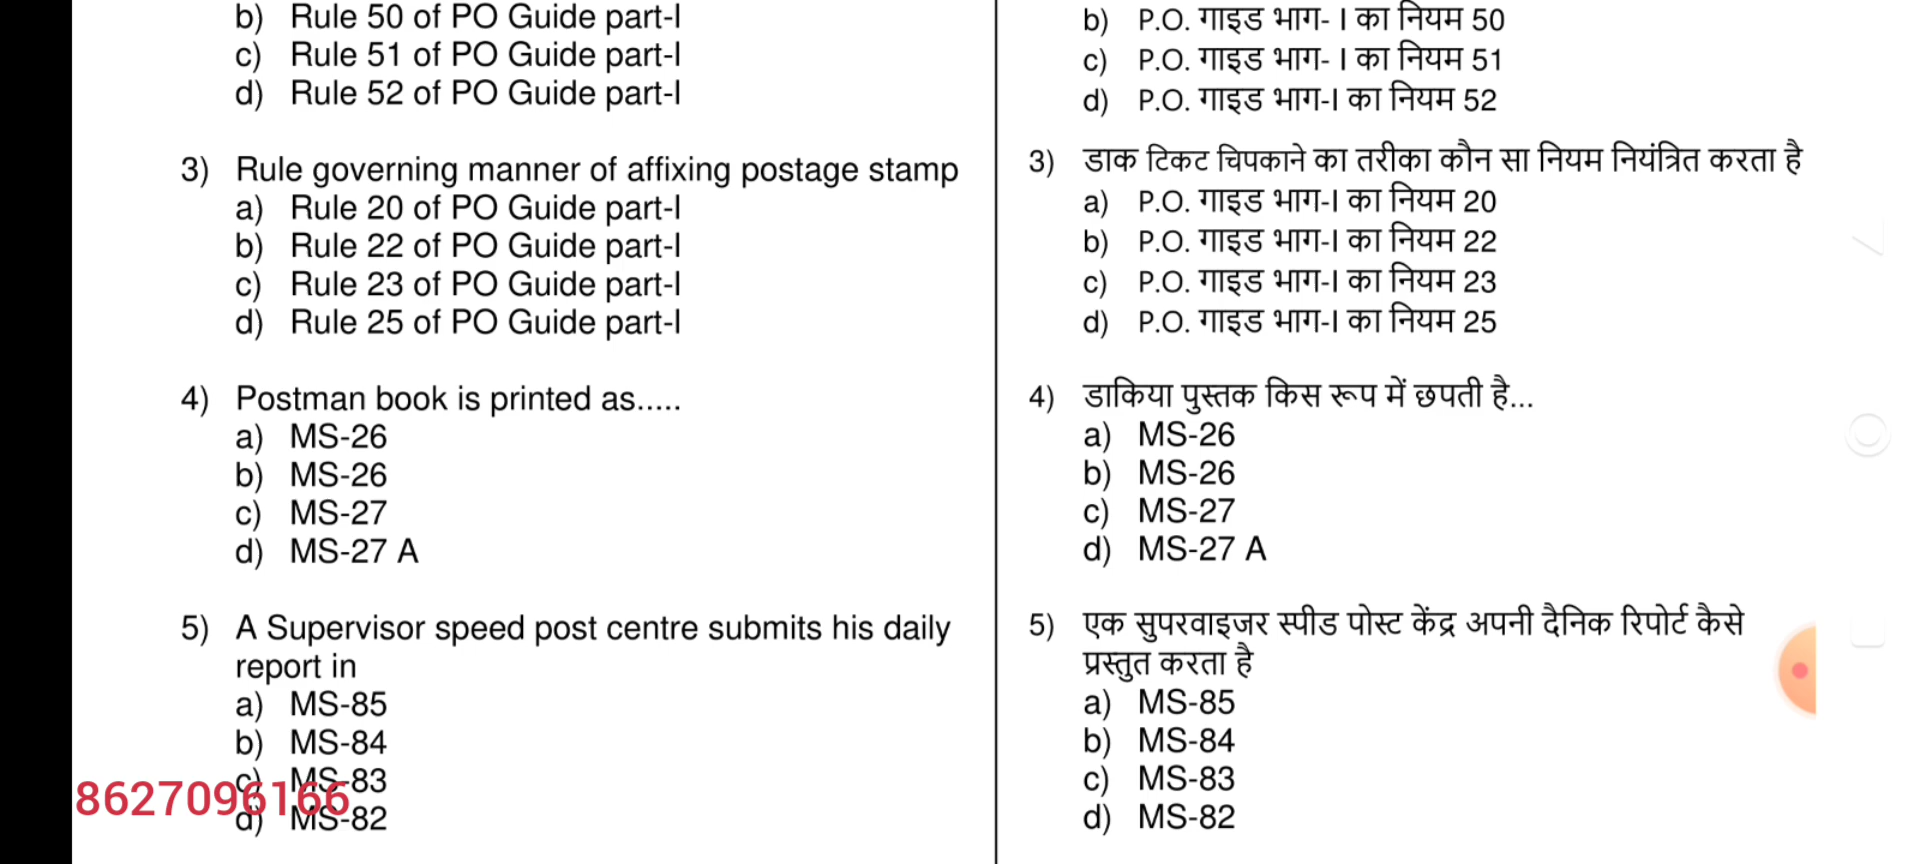 b) Rule 50 of PO Guide part-I
c) Rule 51 of PO Guide part-I
d) Rule 52 of PO Guide part-I
3) Rule governing manner of affixing postage stamp
a) Rule 20 of PO Guide part-I
b) Rule 22 of PO Guide part-I
c) Rule 23 of PO Guide part-I
d) Rule 25 of PO Guide part-I
4) Postman book is printed as.....
a) MS-26
b) MS-26
c) MS-27
d) MS-27 A
5) A Supervisor speed post centre submits his daily
report in
a) MS-85
b) MS-84
c) MS-83
d) MS-82
8627096166
b) P.O. गाइड भाग- I का नियम 50
c) P.O. गाइड भाग- I का नियम 51
d) P.O. गाइड भाग-I का नियम 52
3) डाक टिकट चिपकाने का तरीका कौन सा नियम नियंत्रित करता है
a) P.O. गाइड भाग-I का नियम 20
b) P.O. गाइड भाग-I का नियम 22
c) P.O. गाइड भाग-I का नियम 23
d) P.O. गाइड भाग-I का नियम 25
4) डाकिया पुस्तक किस रूप में छपती है...
a) MS-26
b) MS-26
c) MS-27
d) MS-27 A
5) एक सुपरवाइजर स्पीड पोस्ट केंद्र अपनी दैनिक रिपोर्ट कैसे
प्रस्तुत करता है
a) MS-85
b) MS-84
c) MS-83
d) MS-82